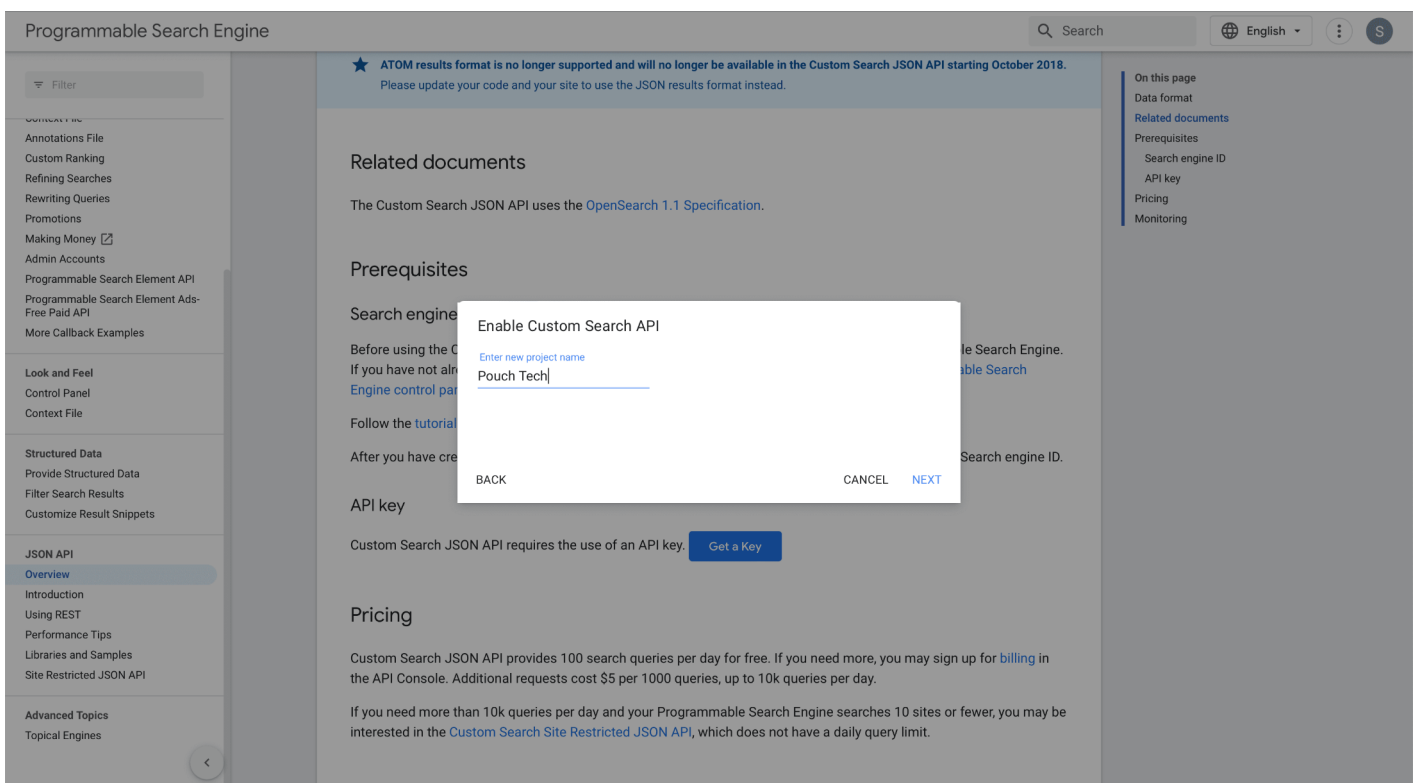 Programmable Search Engine
Search
English
S
Filter
Annotations File
Custom Ranking
Refining Searches
Rewriting Queries
Promotions
Making Money
Admin Accounts
Programmable Search Element API
Programmable Search Element Ads-
Free Paid API
More Callback Examples
Look and Feel
Control Panel
Context File
Structured Data
Provide Structured Data
Filter Search Results
Customize Result Snippets
JSON API
Overview
Introduction
Using REST
Performance Tips
Libraries and Samples
Site Restricted JSON API
Advanced Topics
Topical Engines
ATOM results format is no longer supported and will no longer be available in the Custom Search JSON API starting October 2018.
Please update your code and your site to use the JSON results format instead.
Related documents
The Custom Search JSON API uses the OpenSearch 1.1 Specification.
Prerequisites
Search engine
Before using the
le Search Engine.
If you have not
able Search
Engine control
Follow the tutorial
After you have
Search engine ID.
Enable Custom Search API
Enter new project name
Pouch Tech
BACK
CANCEL
NEXT
API key
Custom Search JSON API requires the use of an API key.
Get a Key
Pricing
Custom Search JSON API provides 100 search queries per day for free. If you need more, you may sign up for billing in
the API Console. Additional requests cost $5 per 1000 queries, up to 10k queries per day.
If you need more than 10k queries per day and your Programmable Search Engine searches 10 sites or fewer, you may be
interested in the Custom Search Site Restricted JSON API, which does not have a daily query limit.
On this page
Data format
Related documents
Prerequisites
Search engine ID
API key
Pricing
Monitoring